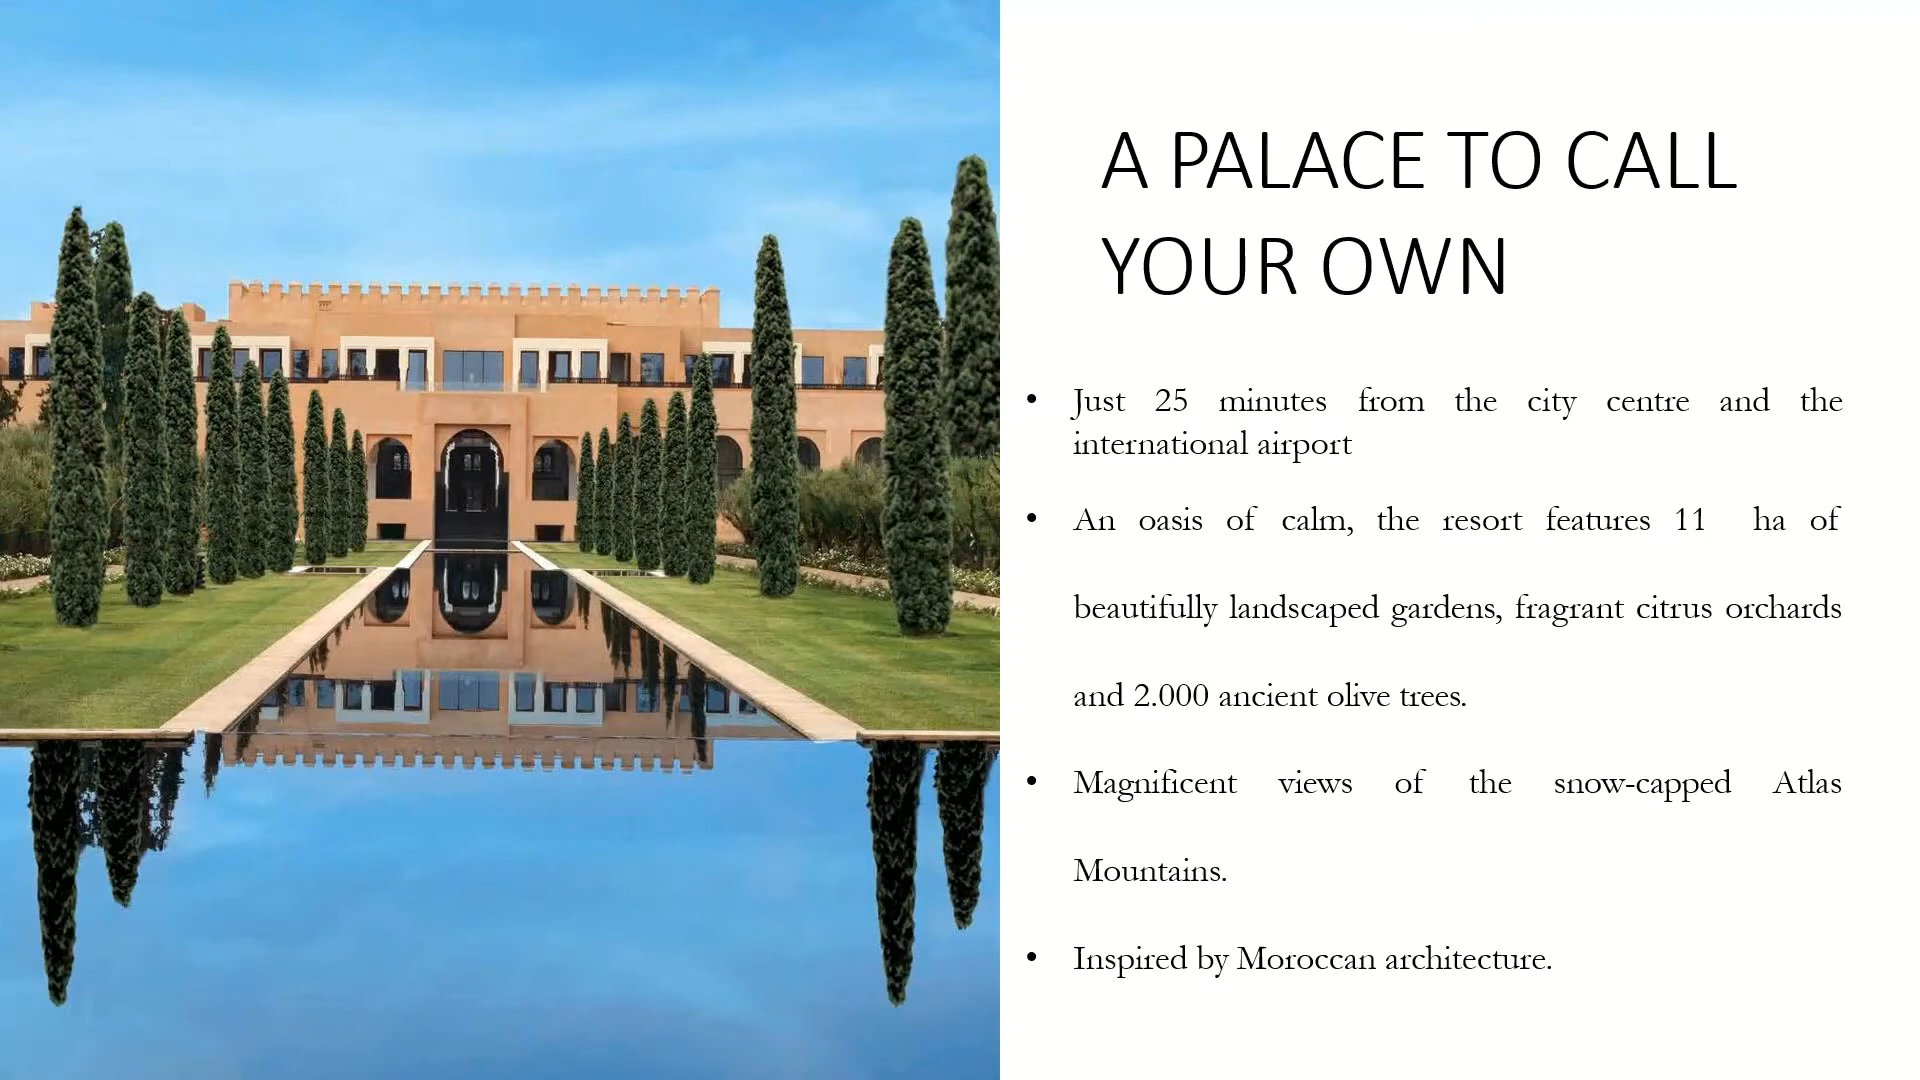 A PALACE TO CALL
YOUR OWN
• Just 25 minutes from the city centre and the
international airport
• An oasis of calm, the resort features 11 ha of
beautifully landscaped gardens, fragrant citrus orchards
and 2.000 ancient olive trees.
• Magnificent views of the snow-capped Atlas
Mountains.
• Inspired by Moroccan architecture.